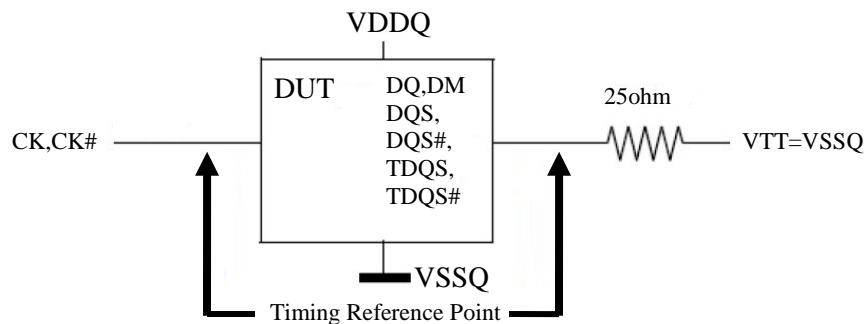 VDDQ
DUT
DQ,DM
DQS,
DQS#,
TDQS,
TDQS#
CK,CK#
25ohm
VTT=VSSQ
VSSQ
Timing Reference Point